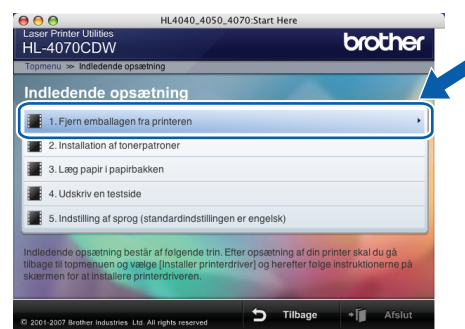 HL4040_4050_4070:Start Here
Laser Printer Utilities
HL-4070CDW
brother
Topmenu >> Indledende opsætning
Indledende opsætning
1. Fjern emballagen fra printeren
2. Installation af tonerpatroner
3. Læg papir i papirbakken
4. Udskriv en testside
5. Indstilling af sprog (standardindstillingen er engelsk)
Indledende opsætning består af følgende trin. Efter opsætning af din printer skal du gå
tilbage til topmenuen og vælge [Installer printerdriver] og herefter følge instruktionerne på
skærmen for at installere printerdriveren.
© 2001-2007 Brother Industries Ltd. All rights reserved
Tilbage
Afslut